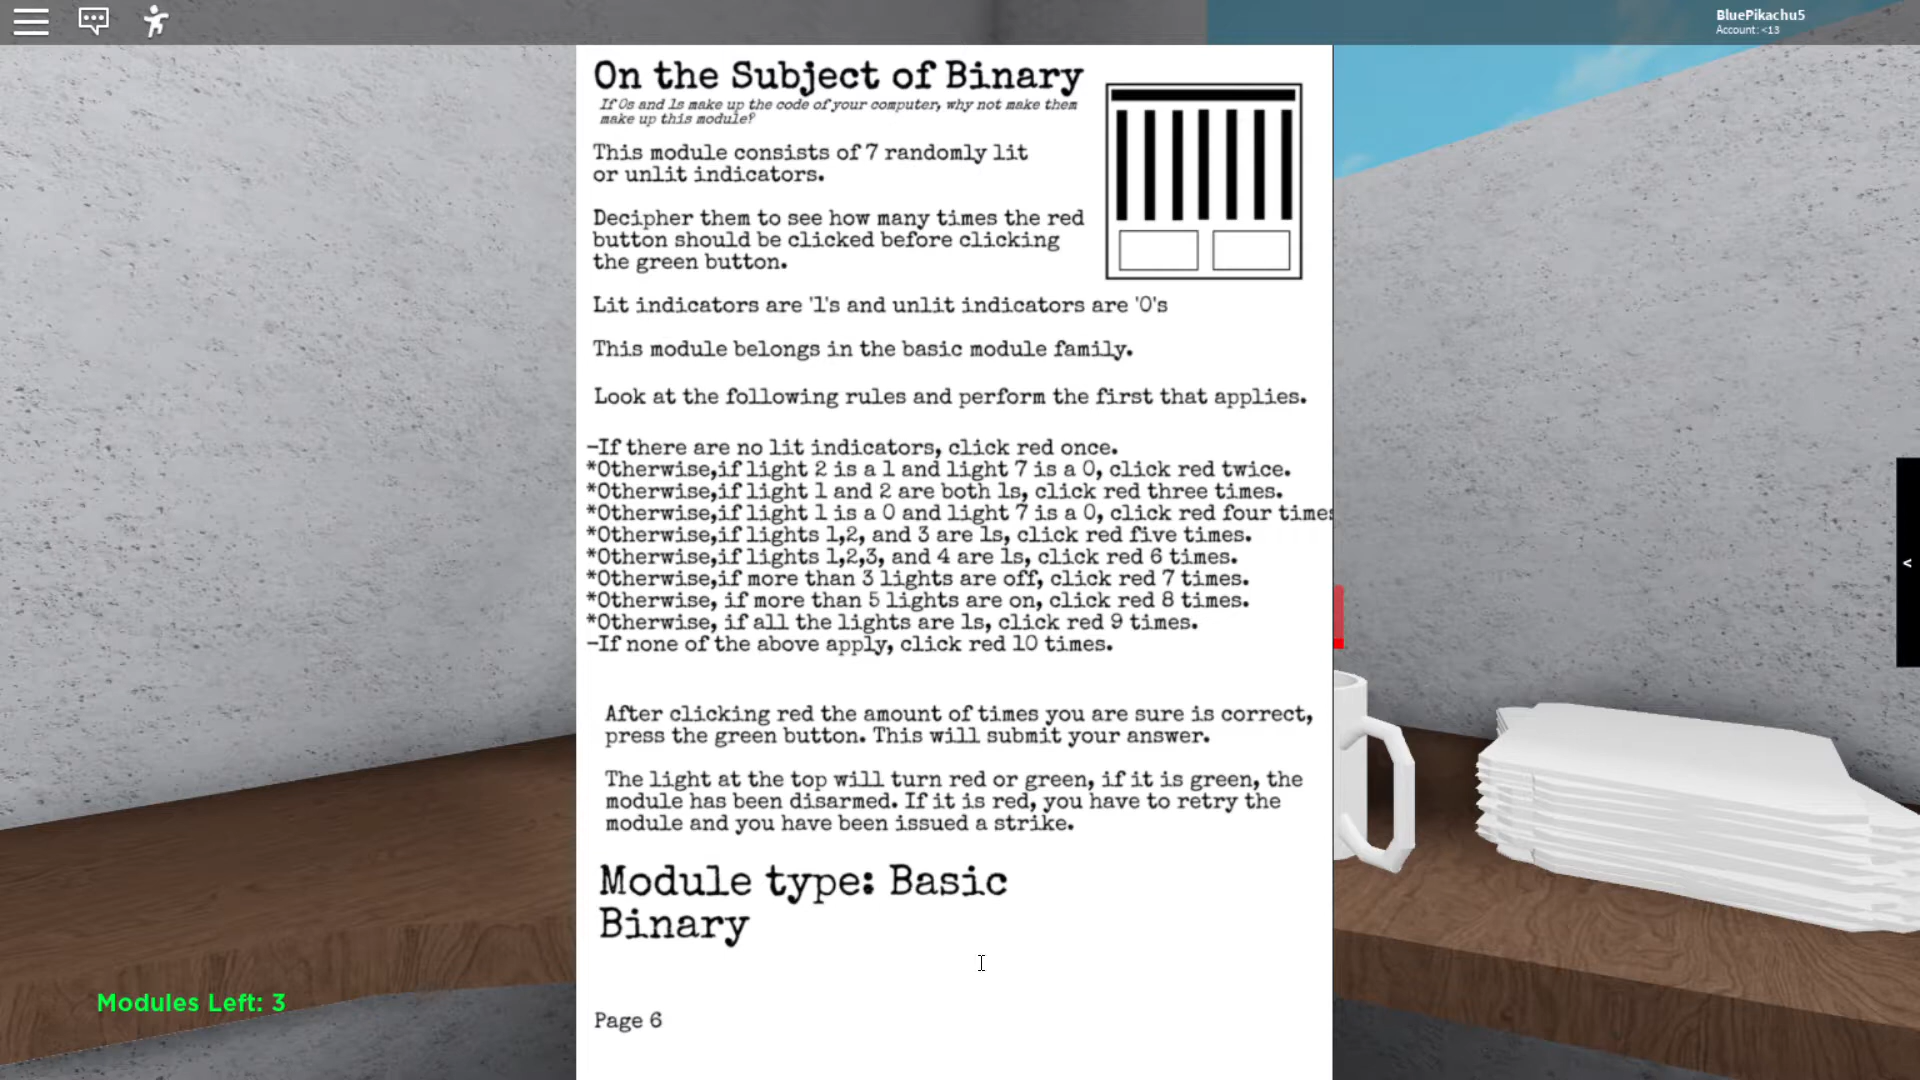 BluePikachu5
Account: <13
On the Subject of Binary
If 0s and 1s make up the code of your computer, why not make them
make up this module?
This module consists of 7 randomly lit
or unlit indicators.
Decipher them to see how many times the red
button should be clicked before clicking
the green button.
Lit indicators are '1's and unlit indicators are '0's
This module belongs in the basic module family.
Look at the following rules and perform the first that applies.
-If there are no lit indicators, click red once.
*Otherwise,if light 2 is a 1 and light 7 is a 0, click red twice.
*Otherwise,if light 1 and 2 are both 1s, click red three times.
*Otherwise,if light 1 is a 0 and light 7 is a 0, click red four times
*Otherwise,if lights 1,2, and 3 are 1s, click red five times.
*Otherwise,if lights 1,2,3, and 4 are 1s, click red 6 times.
*Otherwise,if more than 3 lights are off, click red 7 times.
*Otherwise, if more than 5 lights are on, click red 8 times.
*Otherwise, if all the lights are 1s, click red 9 times.
-If none of the above apply, click red 10 times.
<
After clicking red the amount of times you are sure is correct,
press the green button. This will submit your answer.
The light at the top will turn red or green, if it is green, the
module has been disarmed. If it is red, you have to retry the
module and you have been issued a strike.
Module type: Basic
Binary
Modules Left: 3
Page 6